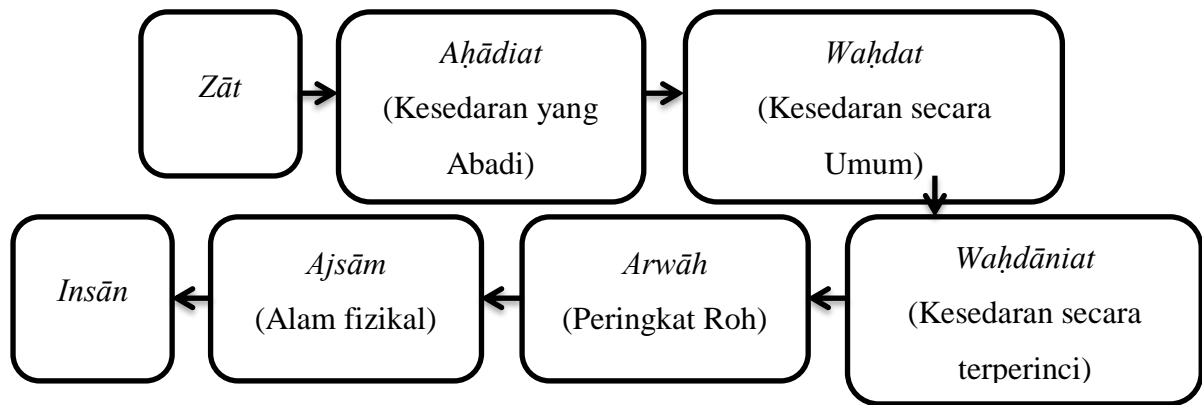 Zāt
Aḥādiat
(Kesedaran yang
Abadi)
Waḥdat
(Kesedaran secara
Umum)
Waḥdāniat
(Kesedaran secara
terperinci)
Arwāh
(Peringkat Roh)
Ajsām
(Alam fizikal)
Insān